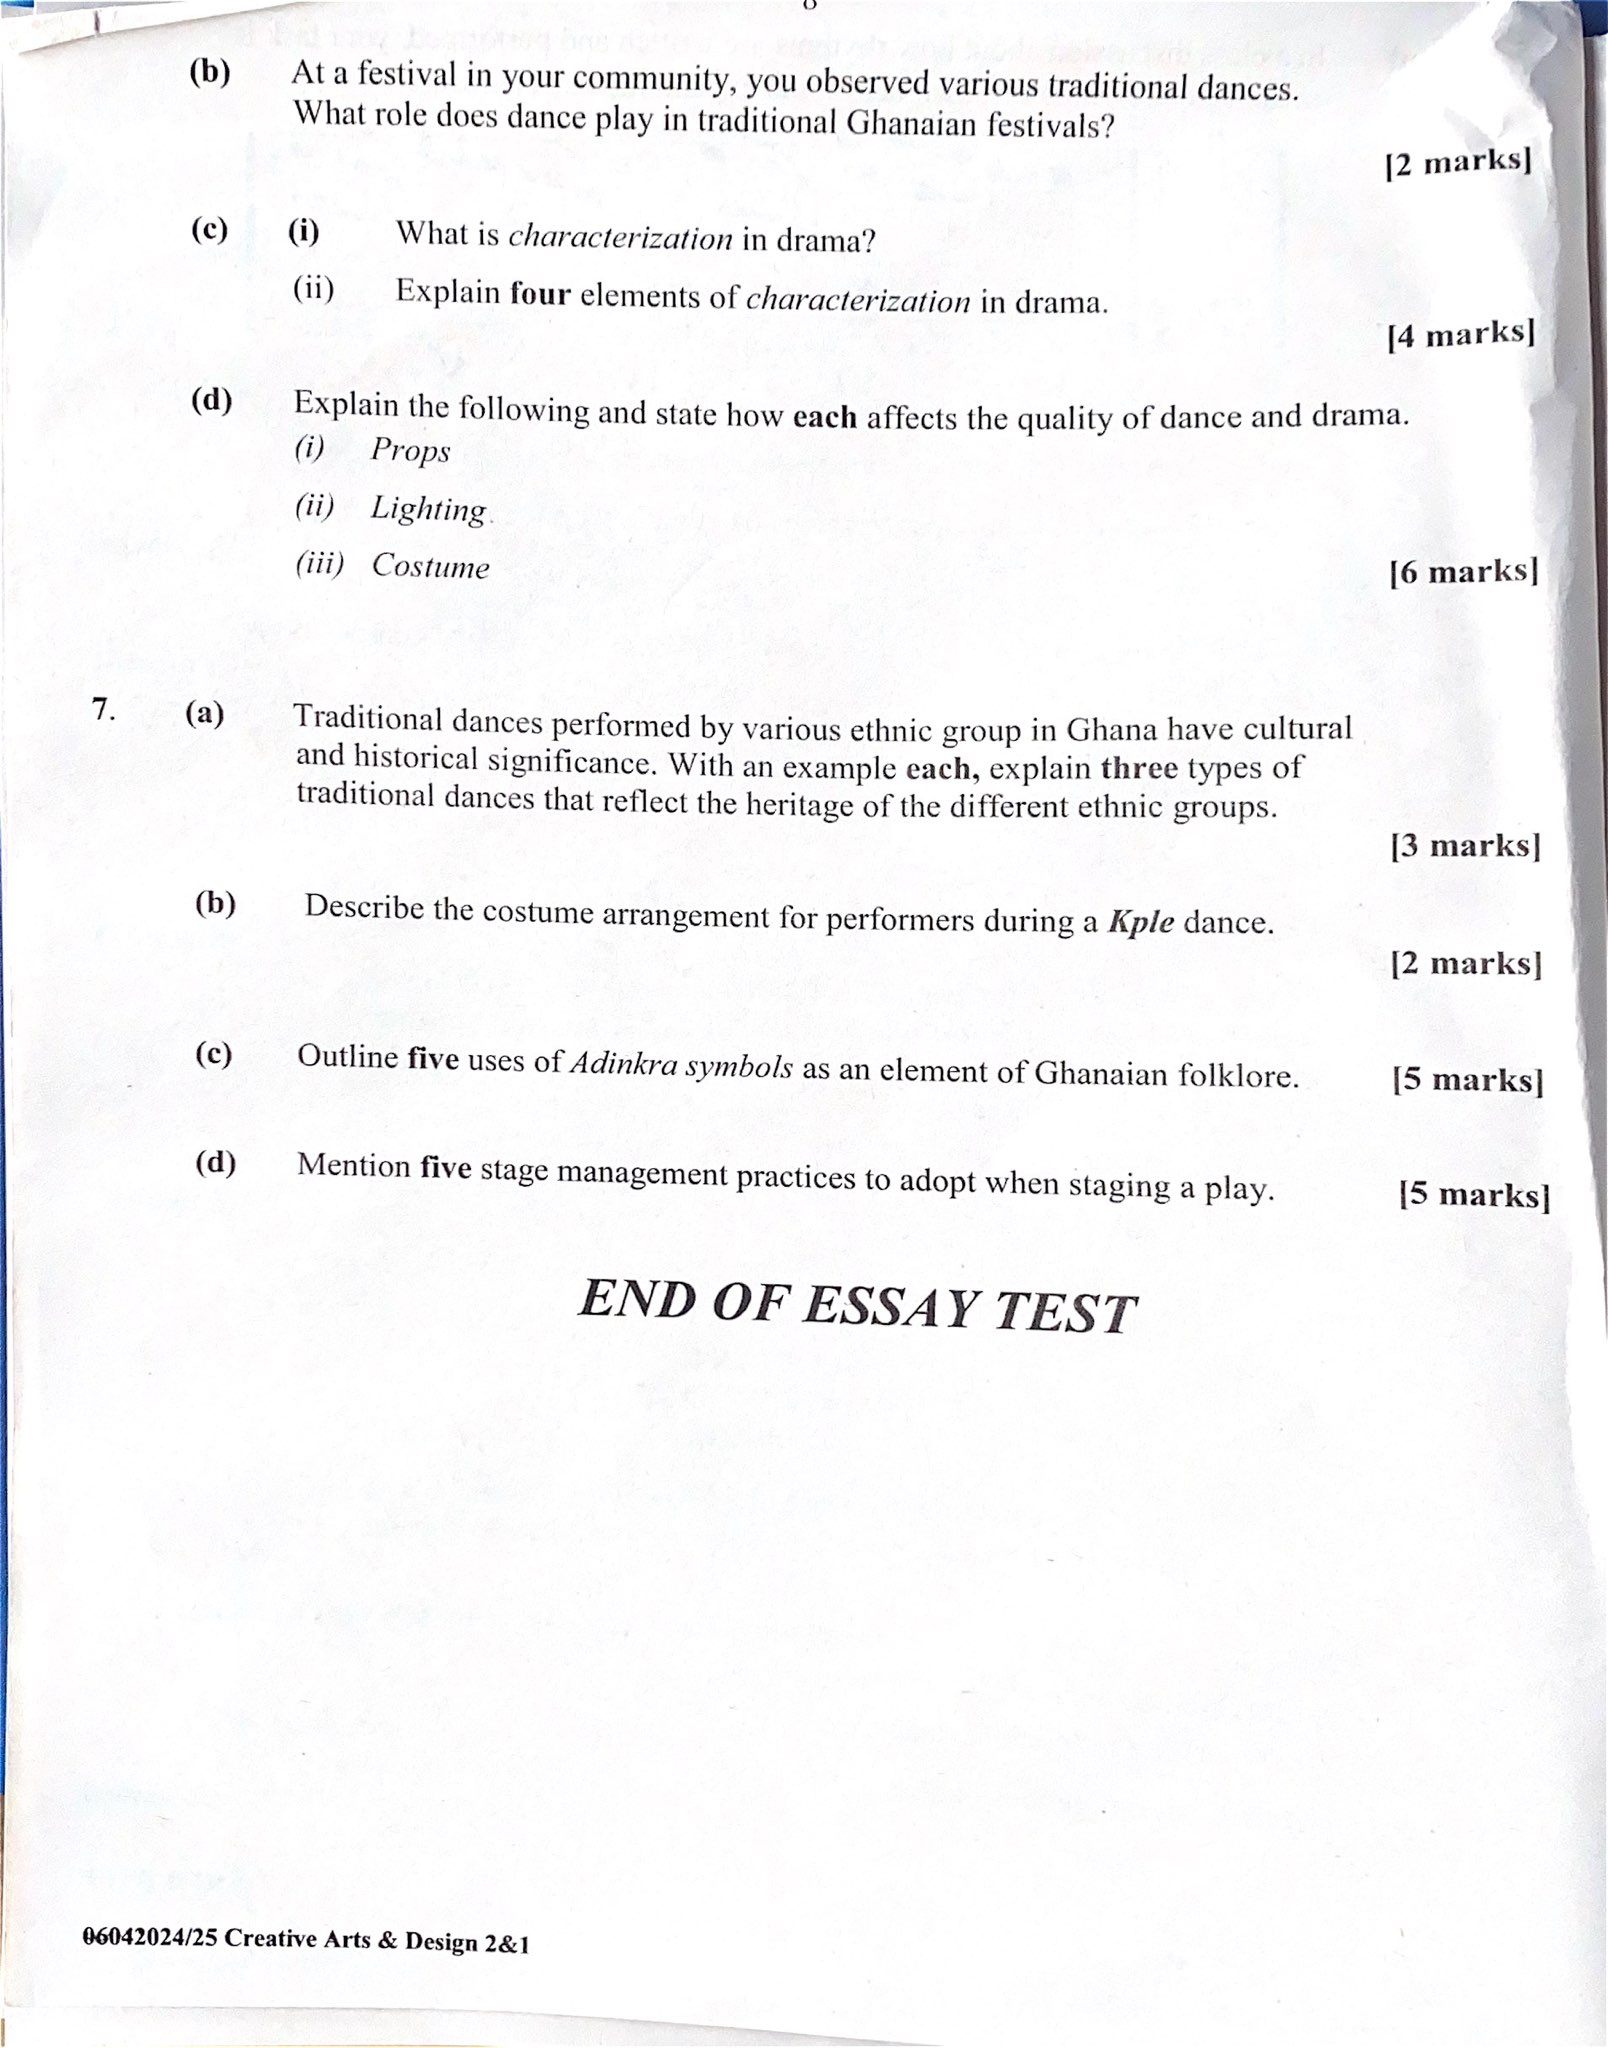 (b) At a festival in your community, you observed various traditional dances.
What role does dance play in traditional Ghanaian festivals?
[2 marks]
(c) (i) What is characterization in drama?
(ii) Explain four elements of characterization in drama.
[4 marks]
(d) Explain the following and state how each affects the quality of dance and drama.
(i) Props
(ii) Lighting
(iii) Costume [6 marks]
7. (a) Traditional dances performed by various ethnic group in Ghana have cultural
and historical significance. With an example each, explain three types of
traditional dances that reflect the heritage of the different ethnic groups.
[3 marks]
(b) Describe the costume arrangement for performers during a Kple dance.
[2 marks]
(c) Outline five uses of Adinkra symbols as an element of Ghanaian folklore. [5 marks]
(d) Mention five stage management practices to adopt when staging a play. [5 marks]
END OF ESSAY TEST
06042024/25 Creative Arts & Design 2&1